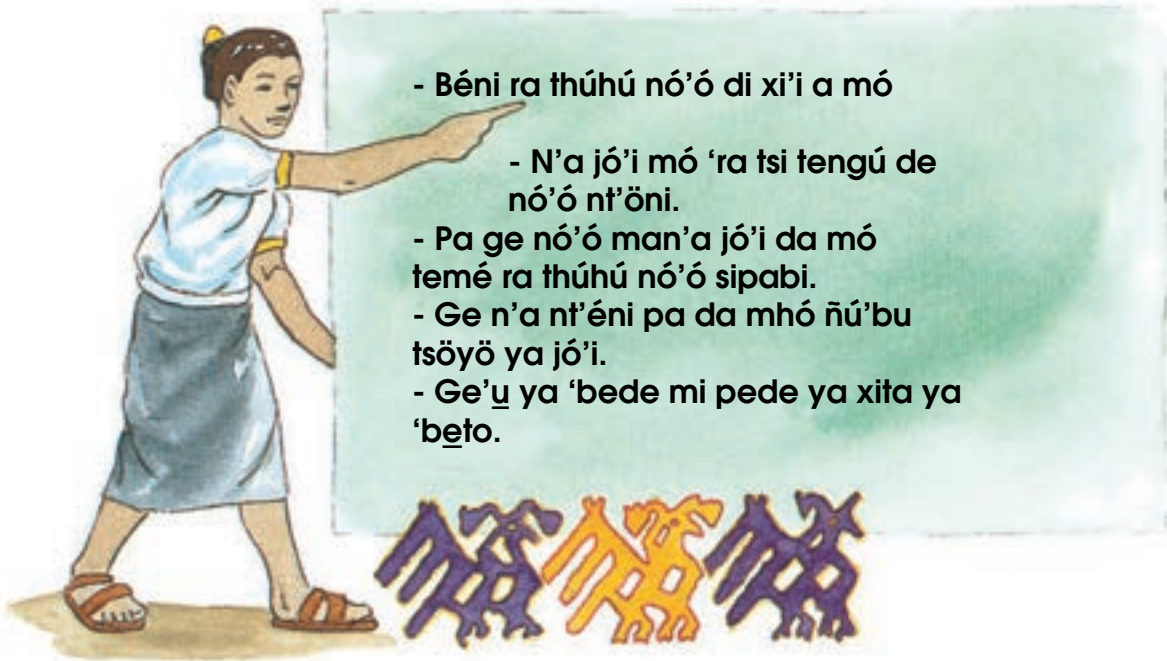 - Béni ra thúhú nó’ó di xi’i a mó
- N’a jó’i mó ‘ra tsi tengú de
nó’ó nt’öni.
- Pa ge nó’ó man’a jó’i da mó
temé ra thúhú nó’ó sipabi.
- Ge n’a nt’éni pa da mhó ñú’bu
tsöyö ya jó’i.
- Ge’u̲ ya ‘bede mi pede ya xita ya
‘be̲to.